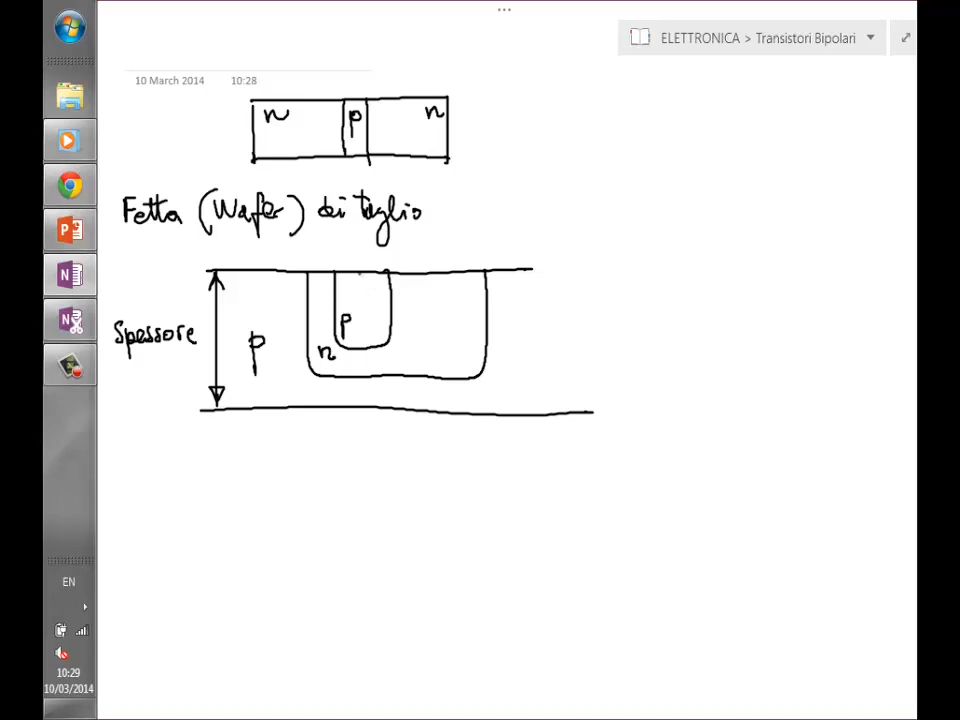 ...
ELETTRONICA > Transistori Bipolari
10 March 2014 10:28
n p n
Fetta (Wafer) di taglio
Spessore
p
n
p
EN
10:29
10/03/2014